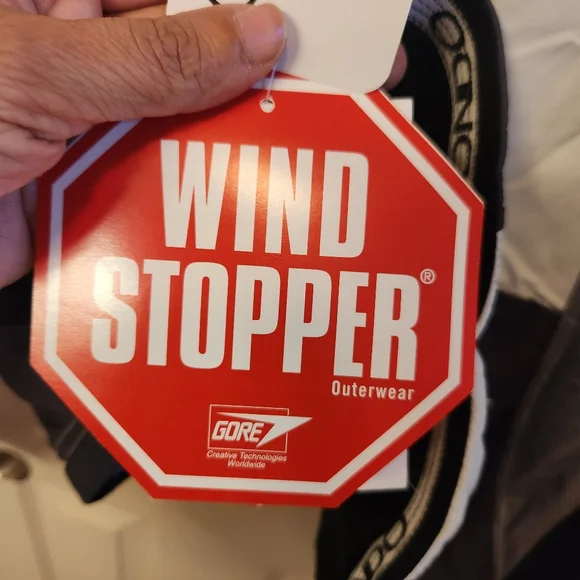 WIND
STOPPER®
Outerwear
GORE
Creative Technologies
Worldwide